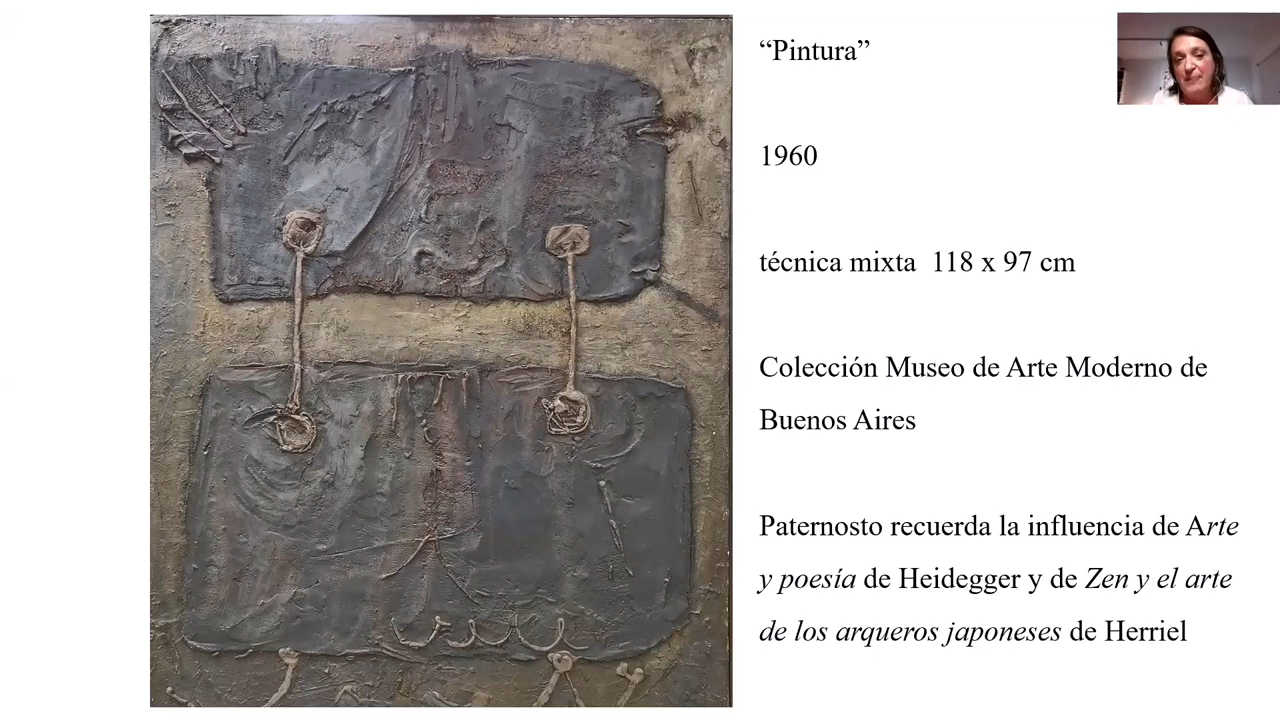 “Pintura”
1960
técnica mixta  118 x 97 cm
Colección Museo de Arte Moderno de
Buenos Aires
Paternosto recuerda la influencia de Arte
y poesía de Heidegger y de Zen y el arte
de los arqueros japoneses de Herriel